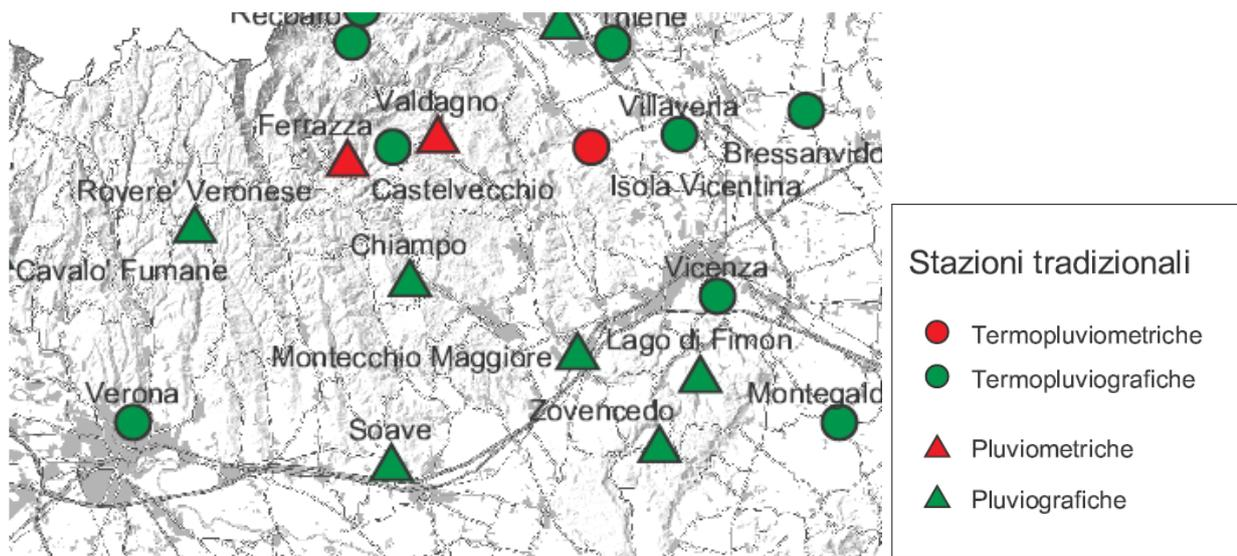 Recoaro
Thiene
Valdagno
Villaverla
Ferrazza
Bressanvido
Castelvecchio
Isola Vicentina
Rovere' Veronese
Chiampo
Cavalo' Fumane
Vicenza
Lago di Fimon
Montecchio Maggiore
Verona
Montegald
Zovencedo
Soave
Stazioni tradizionali
Termopluviometriche
Termopluviografiche
Pluviometriche
Pluviografiche